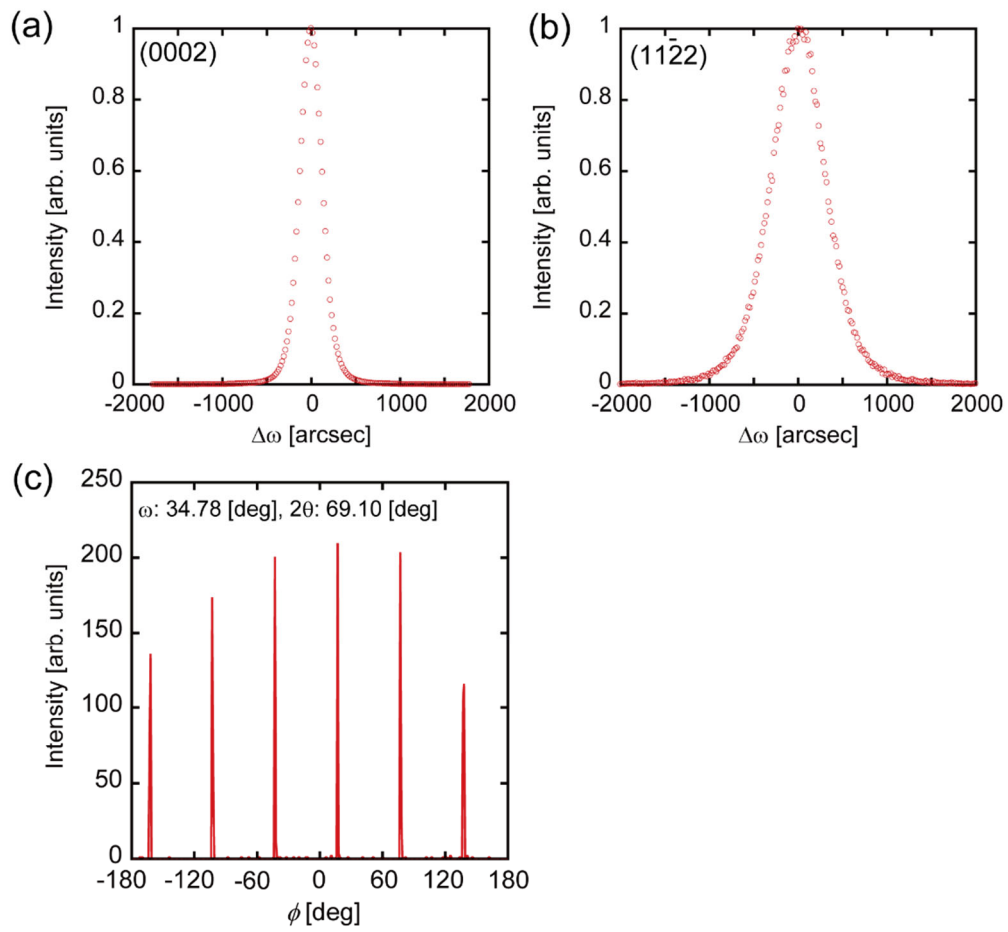 (a)
(0002)
Intensity [arb. units]
1
0.8
0.6
0.4
0.2
0
-2000 -1000 0 1000 2000
Δω [arcsec]
(b)
(112̄2)
Intensity [arb. units]
1
0.8
0.6
0.4
0.2
0
-2000 -1000 0 1000 2000
Δω [arcsec]
(c)
ω: 34.78 [deg], 2θ: 69.10 [deg]
Intensity [arb. units]
250
200
150
100
50
0
-180 -120 -60 0 60 120 180
ϕ [deg]